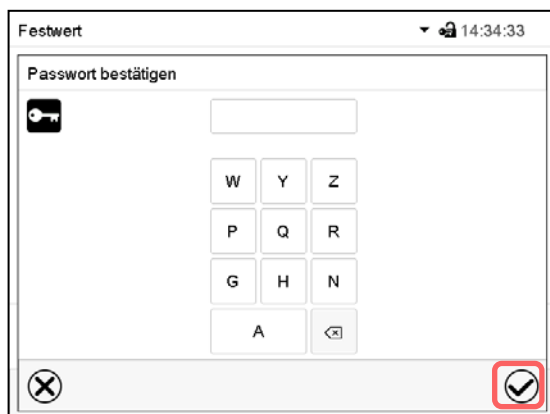 Festwert 14:34:33
Passwort bestätigen
W Y Z
P Q R
G H N
A